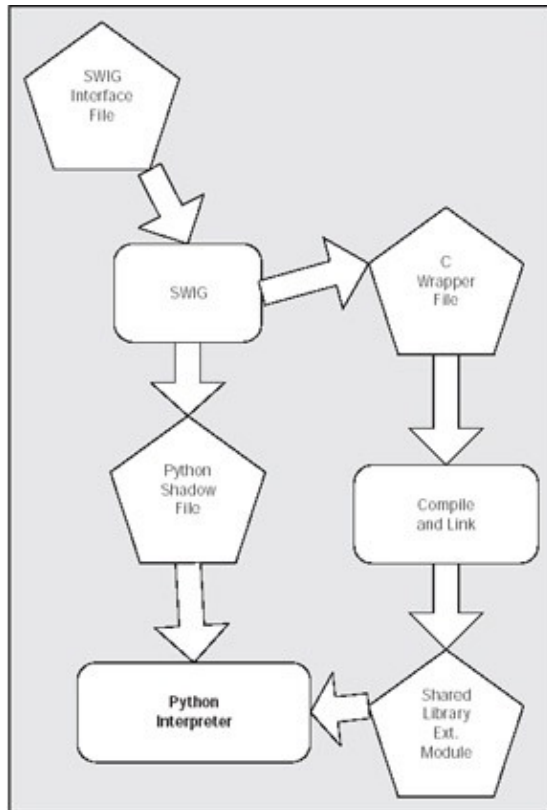 SWIG
Interface
File
SWIG
C
Wrapper
File
Python
Shadow
File
Compile
and Link
Python
Interpreter
Shared
Library
Ext.
Module